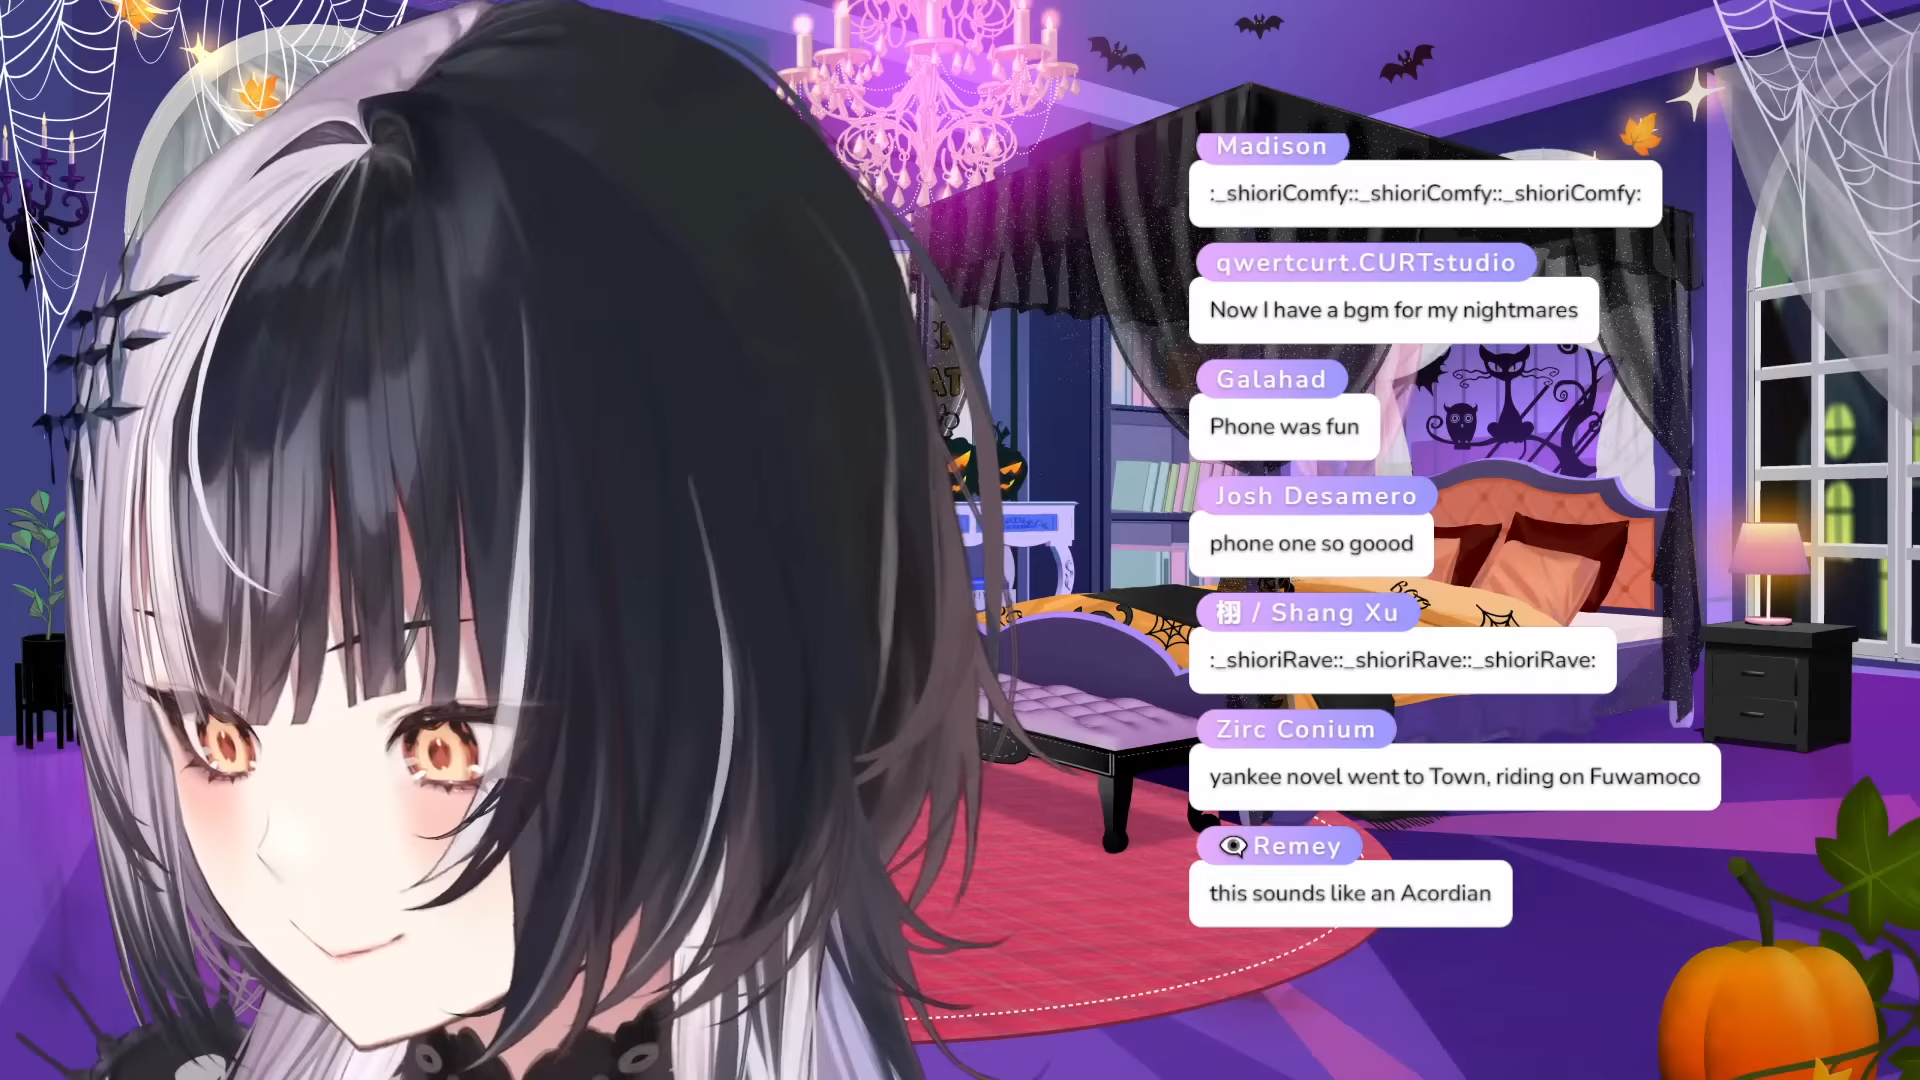 Madison
:_shioriComfy::_shioriComfy::_shioriComfy:
qwertcurt.CURTstudio
Now I have a bgm for my nightmares
Galahad
Phone was fun
Josh Desamero
phone one so goood
栩 / Shang Xu
:_shioriRave::_shioriRave::_shioriRave:
Zirc Conium
yankee novel went to Town, riding on Fuwamoco
Remey
this sounds like an Acordian